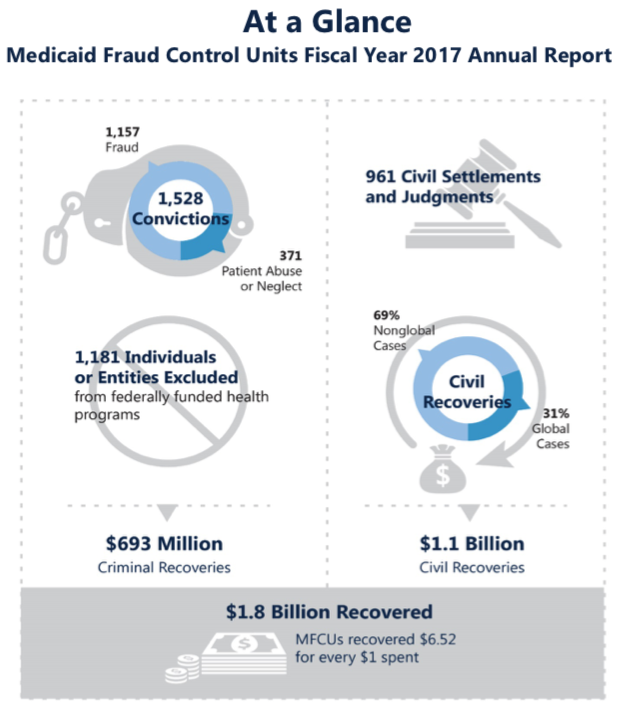 At a Glance
Medicaid Fraud Control Units Fiscal Year 2017 Annual Report
1,157
Fraud
1,528
Convictions
371
Patient Abuse
or Neglect
961 Civil Settlements
and Judgments
1,181 Individuals
or Entities Excluded
from federally funded health
programs
69%
Nonglobal
Cases
Civil
Recoveries
31%
Global
Cases
$
$693 Million
Criminal Recoveries
$1.1 Billion
Civil Recoveries
$1.8 Billion Recovered
$
MFCUs recovered $6.52
for every $1 spent